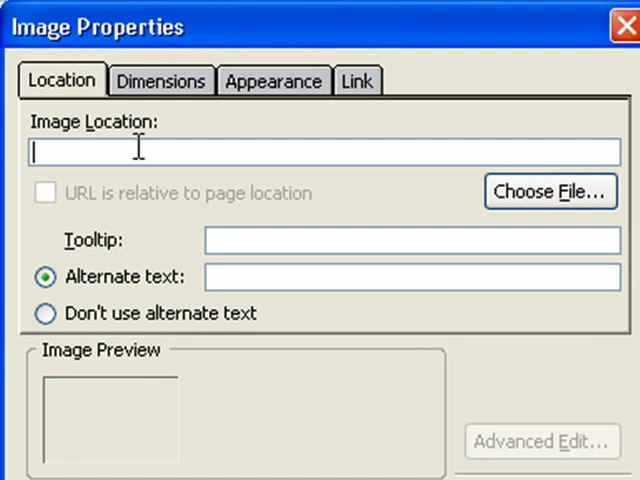 Image Properties
Location Dimensions Appearance Link
Image Location:
URL is relative to page location Choose File...
Tooltip:
Alternate text:
Don't use alternate text
Image Preview
Advanced Edit...